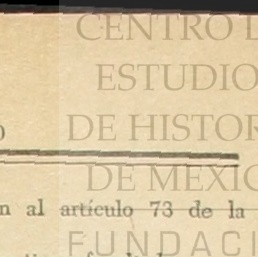 CENTRO
ESTUDIO
DE HISTOR
DE MEXIC
n al artículo 73 de la
FUNDACI